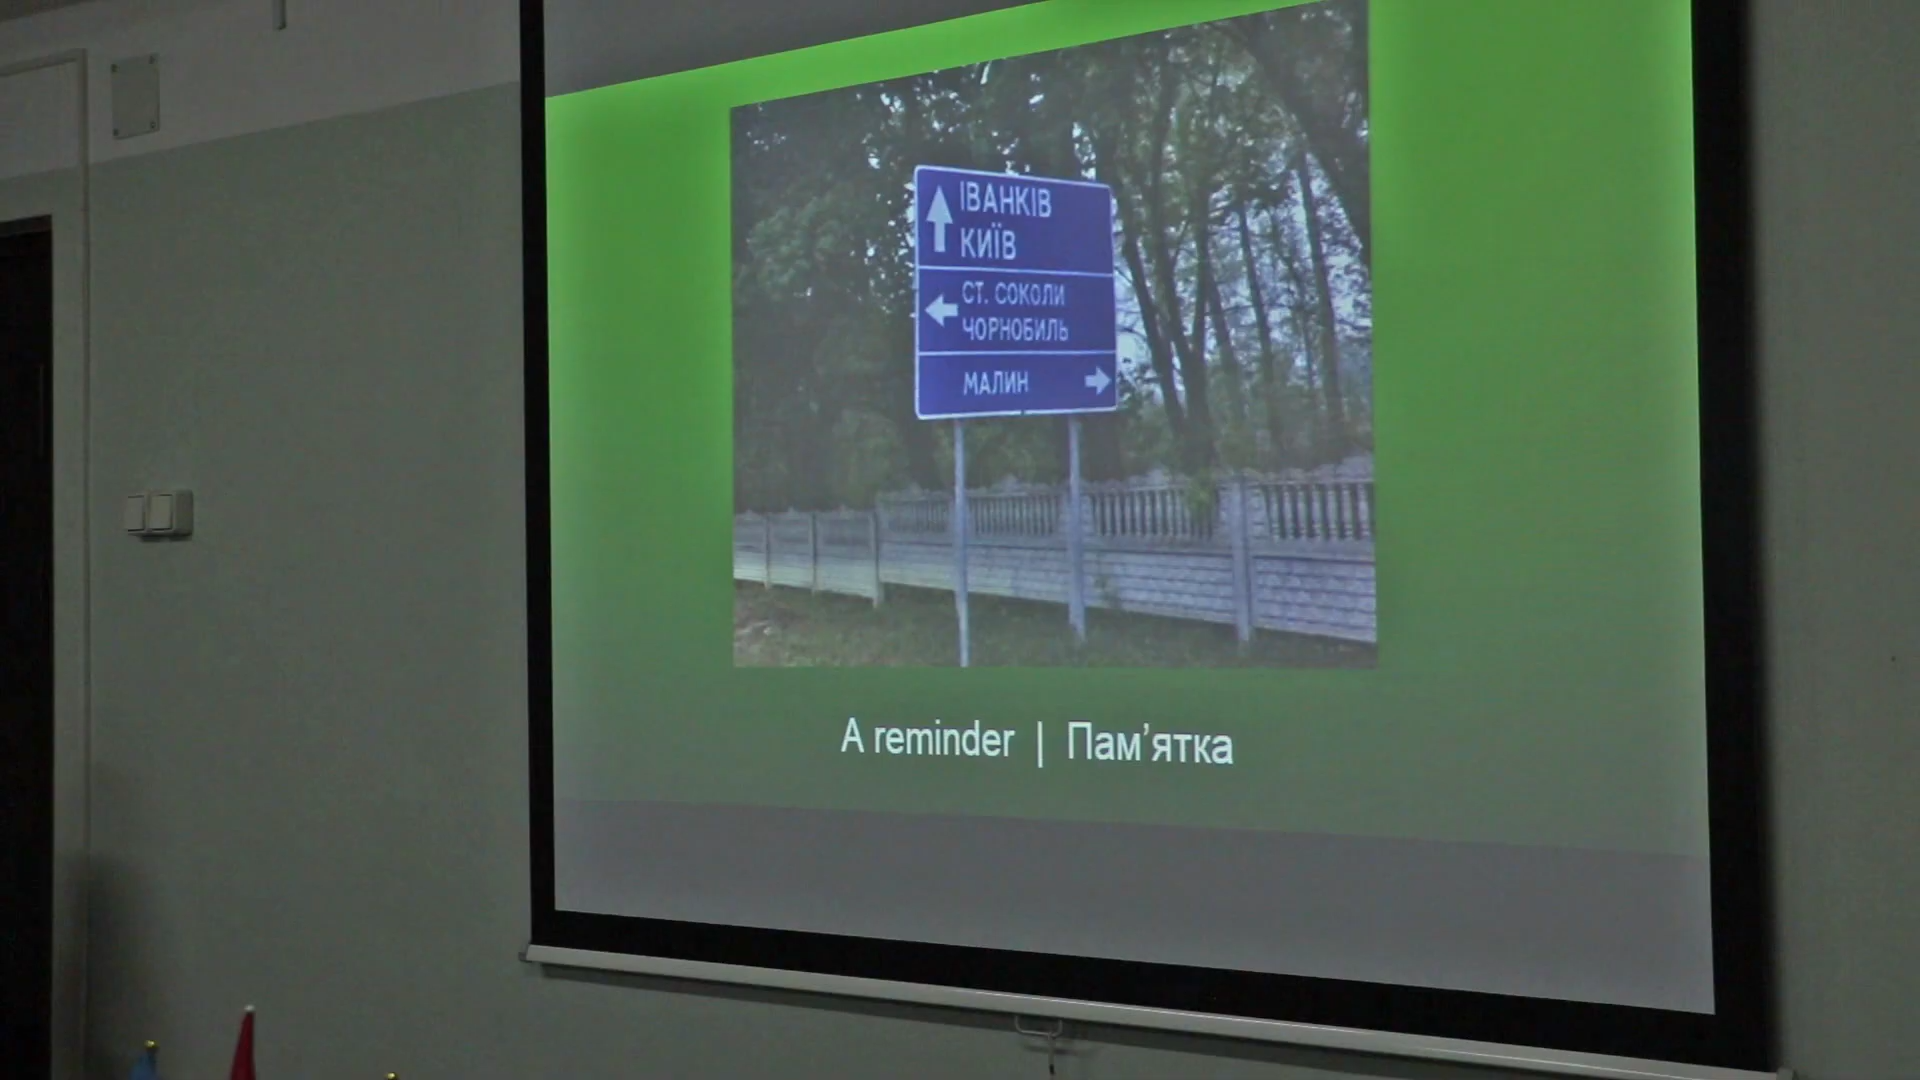 ІВАНКІВ
КИЇВ
СТ. СОКОЛИ
ЧОРНОБИЛЬ
МАЛИН
A reminder | Пам’ятка